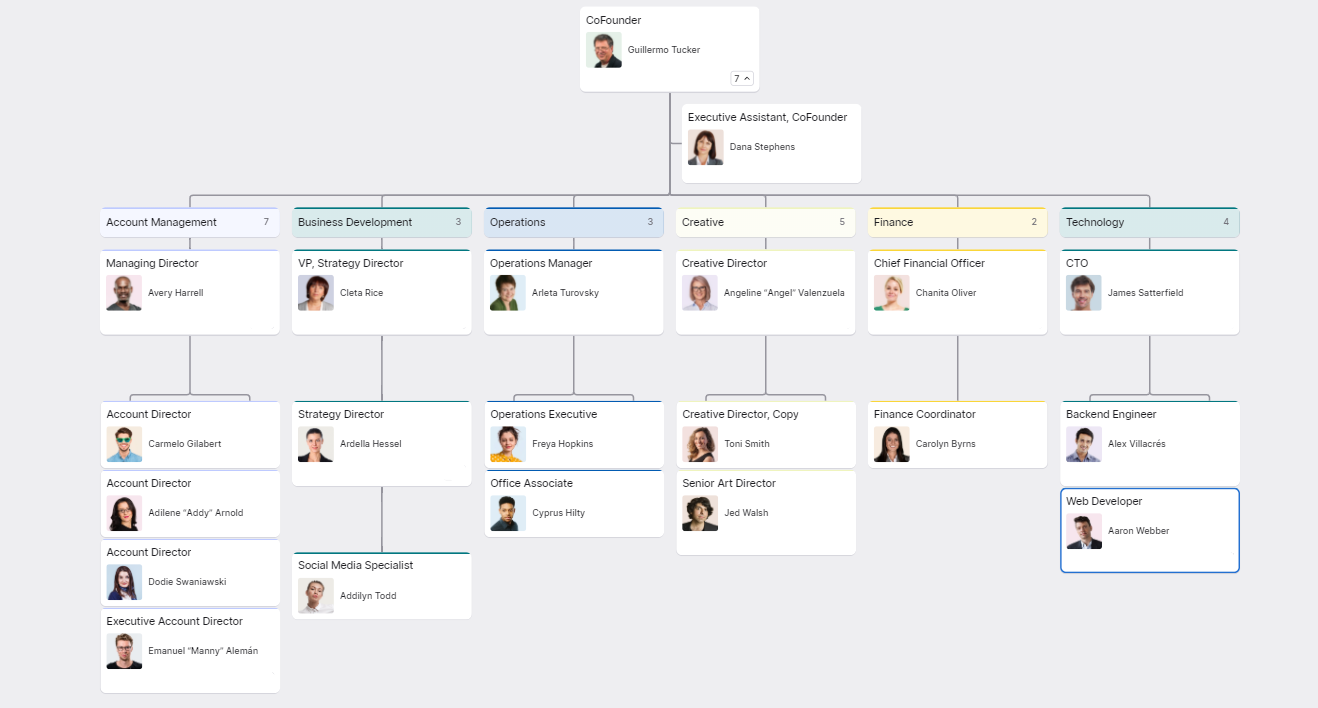 CoFounder
Guillermo Tucker
7
Executive Assistant, CoFounder
Dana Stephens
Account Management 7
Business Development 3
Operations 3
Creative 5
Finance 2
Technology 4
Managing Director
Avery Harrell
VP, Strategy Director
Cleta Rice
Operations Manager
Arleta Turovsky
Creative Director
Angeline “Angel” Valenzuela
Chief Financial Officer
Chanita Oliver
CTO
James Satterfield
Account Director
Carmelo Gilabert
Strategy Director
Ardella Hessel
Operations Executive
Freya Hopkins
Creative Director, Copy
Toni Smith
Finance Coordinator
Carolyn Byrns
Backend Engineer
Alex Villacrés
Account Director
Adilene “Addy” Arnold
Office Associate
Cyprus Hilty
Senior Art Director
Jed Walsh
Web Developer
Aaron Webber
Account Director
Dodie Swaniawski
Social Media Specialist
Addilyn Todd
Executive Account Director
Emanuel “Manny” Alemán